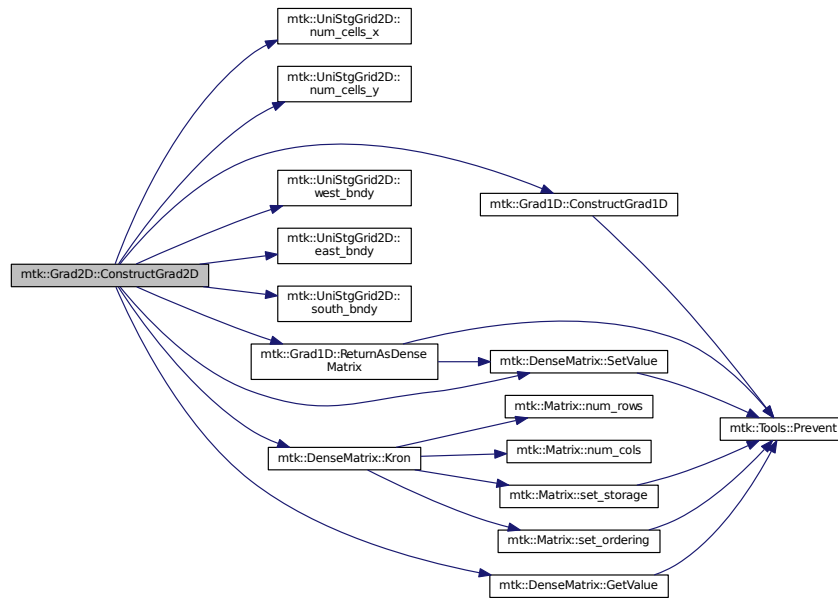 mtk::UniStgGrid2D::
num_cells_x
mtk::UniStgGrid2D::
num_cells_y
mtk::Grad1D::ConstructGrad1D
mtk::UniStgGrid2D::
west_bndy
mtk::UniStgGrid2D::
east_bndy
mtk::Grad2D::ConstructGrad2D
mtk::UniStgGrid2D::
south_bndy
mtk::Grad1D::ReturnAsDense
Matrix
mtk::DenseMatrix::SetValue
mtk::Matrix::num_rows
mtk::Tools::Prevent
mtk::Matrix::num_cols
mtk::DenseMatrix::Kron
mtk::Matrix::set_storage
mtk::Matrix::set_ordering
mtk::DenseMatrix::GetValue